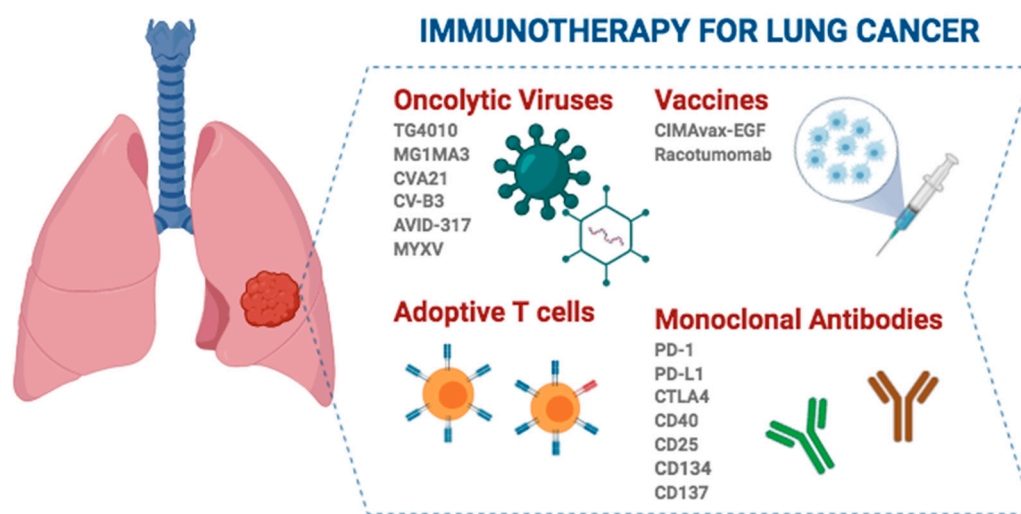 IMMUNOTHERAPY FOR LUNG CANCER
Oncolytic Viruses
TG4010
MG1MA3
CVA21
CV-B3
AVID-317
MYXV
Vaccines
CIMAvax-EGF
Racotumomab
Adoptive T cells
Monoclonal Antibodies
PD-1
PD-L1
CTLA4
CD40
CD25
CD134
CD137